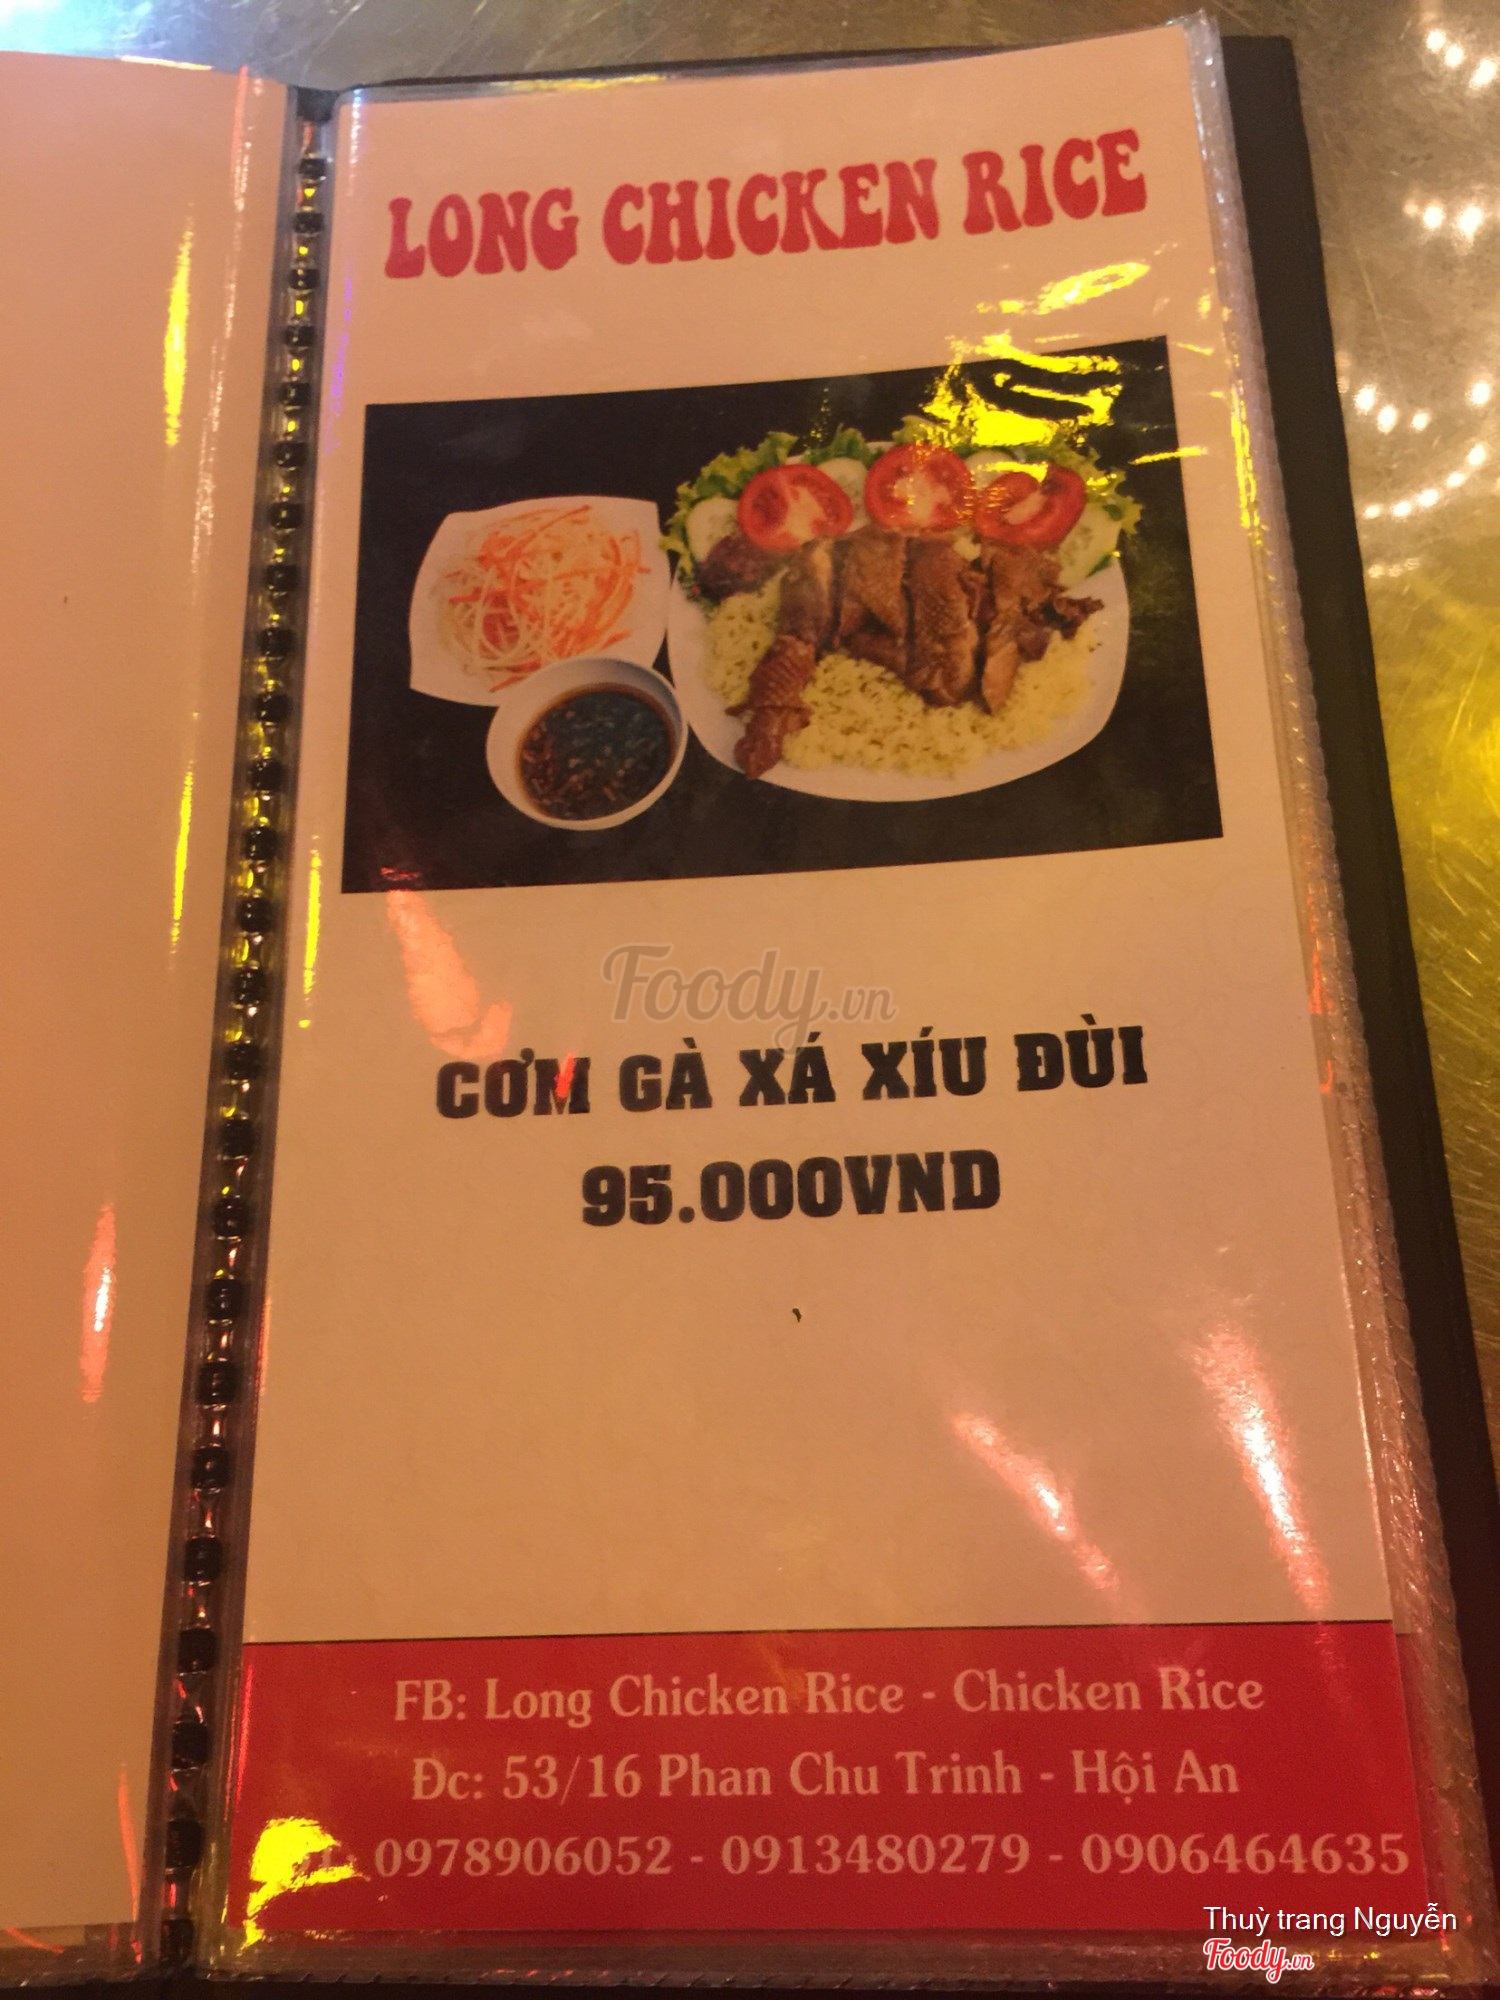 LONG CHICKEN RICE
Foody.vn
CƠM GÀ XÁ XÍU ĐÙI
95.000VND
FB: Long Chicken Rice - Chicken Rice
Đc: 53/16 Phan Chu Trinh - Hội An
0978906052 - 0913480279 - 0906464635
Thuỳ trang Nguyễn
Foody.vn